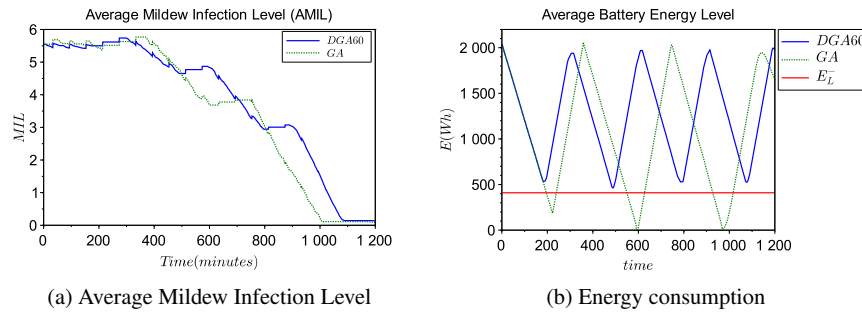 Average Mildew Infection Level (AMIL)
6
5
4
3
2
1
0
MIL
0 200 400 600 800 1 000 1 200
Time(minutes)
DGA60
GA
(a) Average Mildew Infection Level
Average Battery Energy Level
2 000
1 500
1 000
500
0
E(Wh)
0 200 400 600 800 1 000 1 200
time
DGA60
GA
E_L^-
(b) Energy consumption